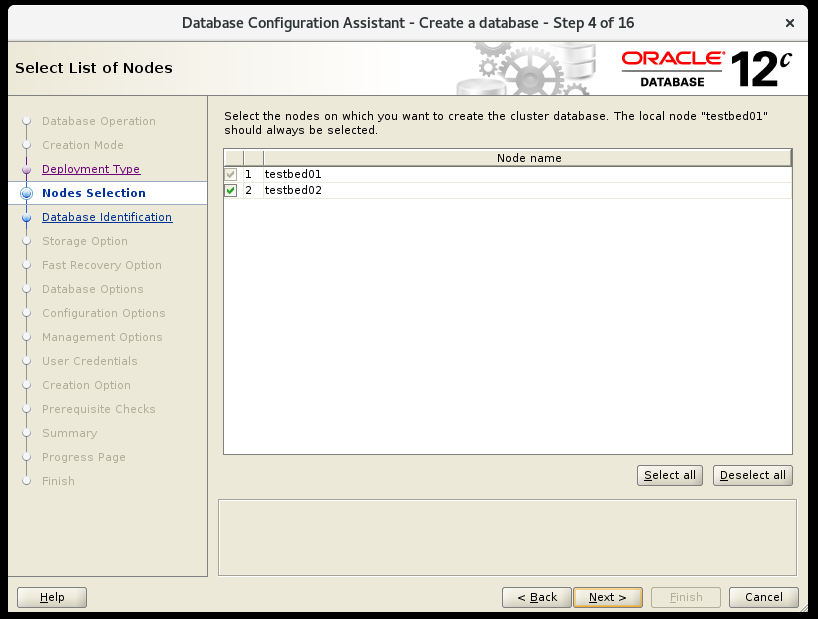 Database Configuration Assistant - Create a database - Step 4 of 16
Select List of Nodes
ORACLE
DATABASE
12c
Database Operation
Creation Mode
Deployment Type
Nodes Selection
Database Identification
Storage Option
Fast Recovery Option
Database Options
Configuration Options
Management Options
User Credentials
Creation Option
Prerequisite Checks
Summary
Progress Page
Finish
Select the nodes on which you want to create the cluster database. The local node "testbed01"
should always be selected.
Node name
1 testbed01
2 testbed02
Select all
Deselect all
Help
< Back
Next >
Finish
Cancel